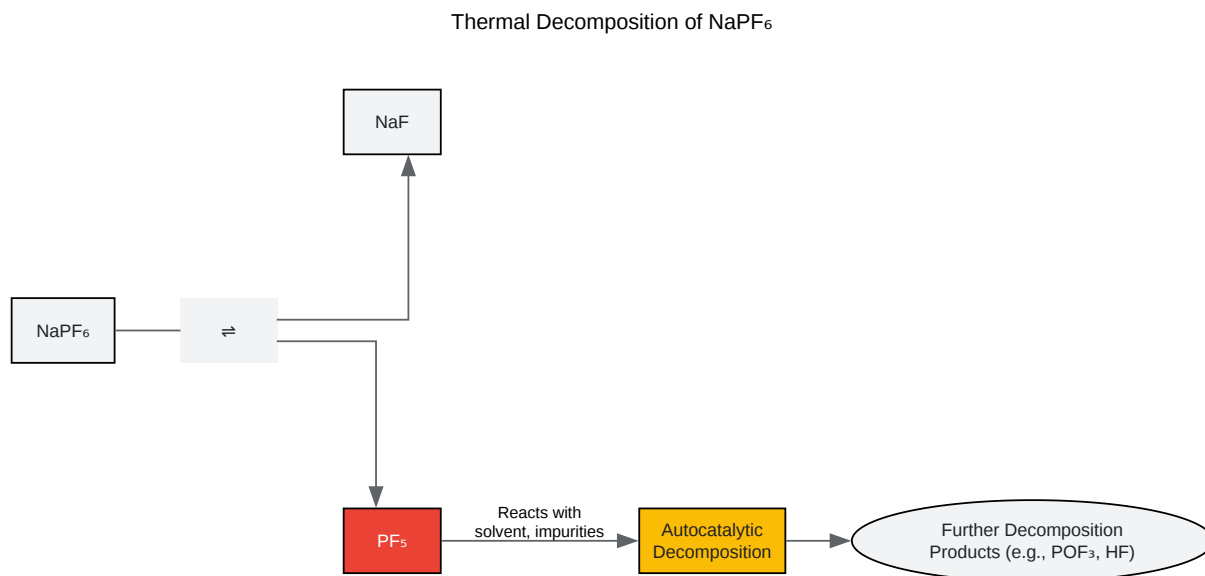 Thermal Decomposition of NaPF₆
NaF
NaPF₆
⇌
PF₅
Reacts with
solvent, impurities
Autocatalytic
Decomposition
Further Decomposition
Products (e.g., POF₃, HF)